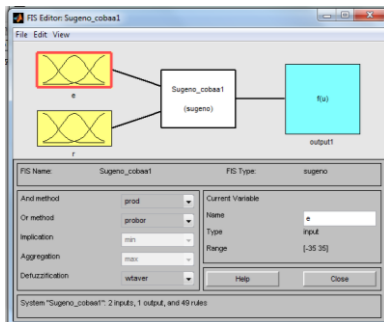 FIS Editor: Sugeno_cobaa1
File Edit View
e
Sugeno_cobaa1
(sugeno)
f(u)
r
output1
FIS Name: Sugeno_cobaa1 FIS Type: sugeno
And method prod
Or method probor
Implication min
Aggregation max
Defuzzification wtaver
Current Variable
Name e
Type input
Range [-35 35]
Help Close
System "Sugeno_cobaa1": 2 inputs, 1 output, and 49 rules